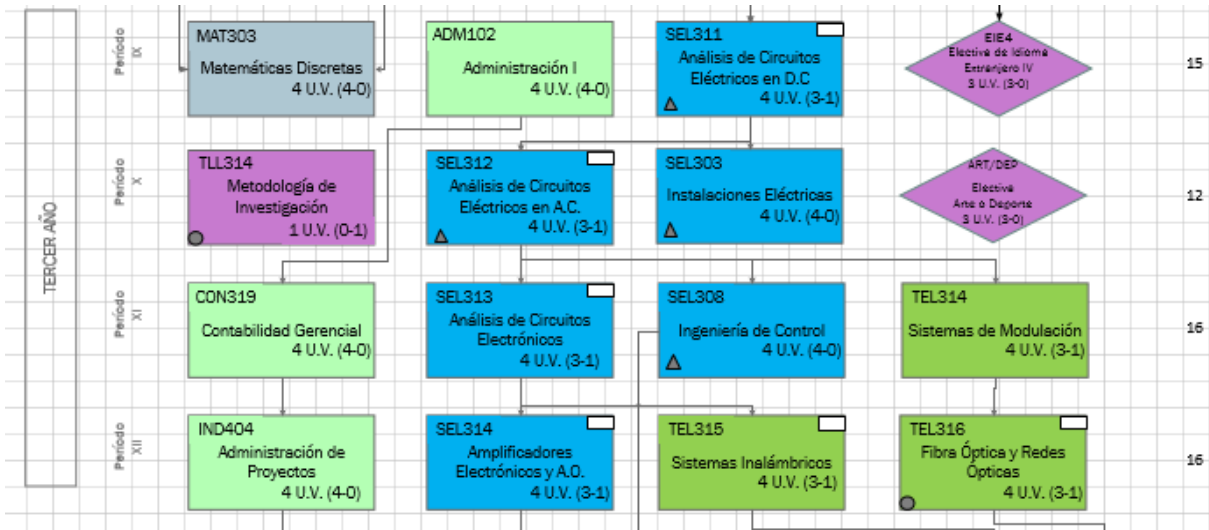 TERCER AÑO
Período
IX
MAT303
Matemáticas Discretas
4 U.V. (4-0)
ADM102
Administración I
4 U.V. (4-0)
SEL311
Análisis de Circuitos
Eléctricos en D.C
4 U.V. (3-1)
EIE4
Elective de Idioma
Extranjero IV
3 U.V. (3-0)
15
Período
X
TLL314
Metodología de
Investigación
1 U.V. (0-1)
SEL312
Análisis de Circuitos
Eléctricos en A.C.
4 U.V. (3-1)
SEL303
Instalaciones Eléctricas
4 U.V. (4-0)
ART/DEP
Elective
Arte o Deporte
3 U.V. (3-0)
12
Período
XI
CON319
Contabilidad Gerencial
4 U.V. (4-0)
SEL313
Análisis de Circuitos
Electrónicos
4 U.V. (3-1)
SEL308
Ingeniería de Control
4 U.V. (4-0)
TEL314
Sistemas de Modulación
4 U.V. (3-1)
16
Período
XII
IND404
Administración de
Proyectos
4 U.V. (4-0)
SEL314
Amplificadores
Electrónicos y A.O.
4 U.V. (3-1)
TEL315
Sistemas Inalámbricos
4 U.V. (3-1)
TEL316
Fibra Óptica y Redes
Ópticas
4 U.V. (3-1)
16